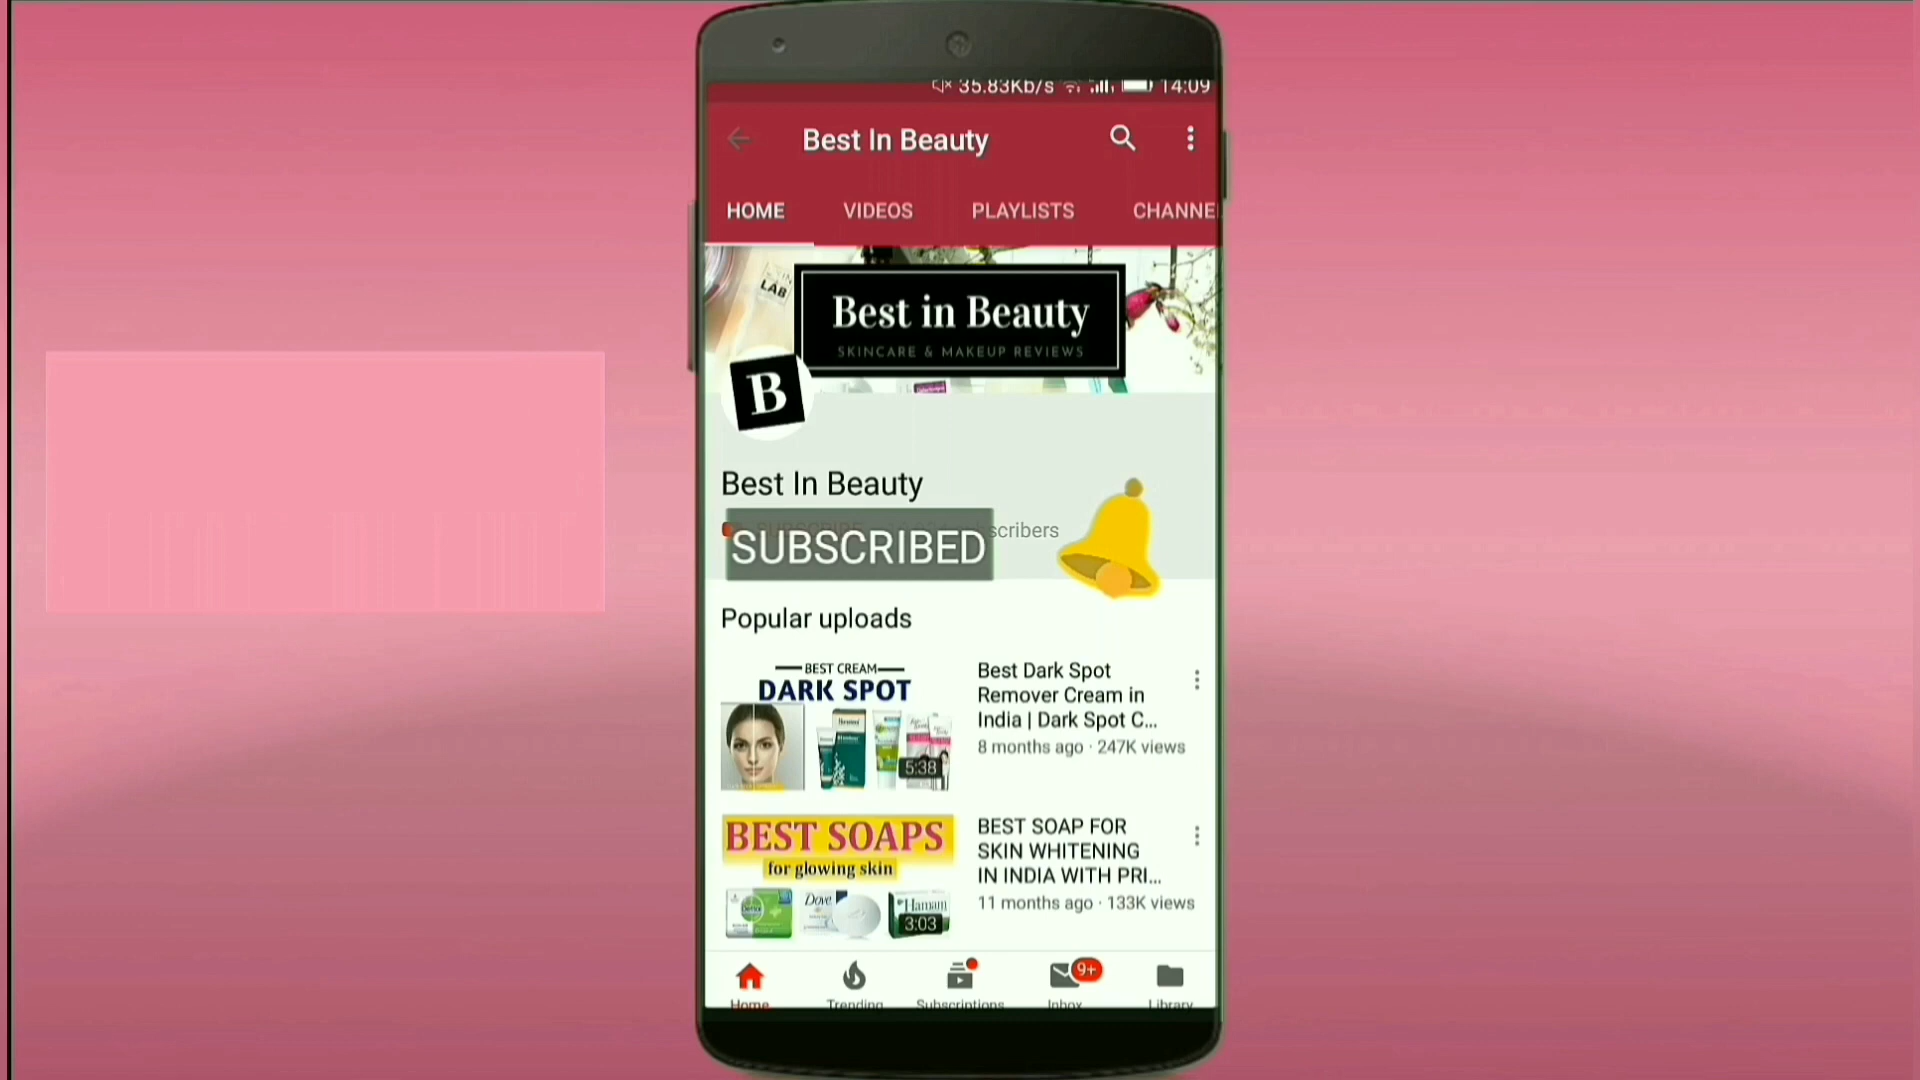 35.83Kb/s 14:09
Best In Beauty
HOME VIDEOS PLAYLISTS CHANNE
LAB
Best in Beauty
SKINCARE & MAKEUP REVIEWS
B
Best In Beauty
scribers
SUBSCRIBED
Popular uploads
BEST CREAM
DARK SPOT
5:38
Best Dark Spot
Remover Cream in
India | Dark Spot C...
8 months ago · 247K views
BEST SOAPS
for glowing skin
Dettol
Dove
Hamam
3:03
BEST SOAP FOR
SKIN WHITENING
IN INDIA WITH PRI...
11 months ago · 133K views
9+
Home Trending Subscriptions Inbox Library